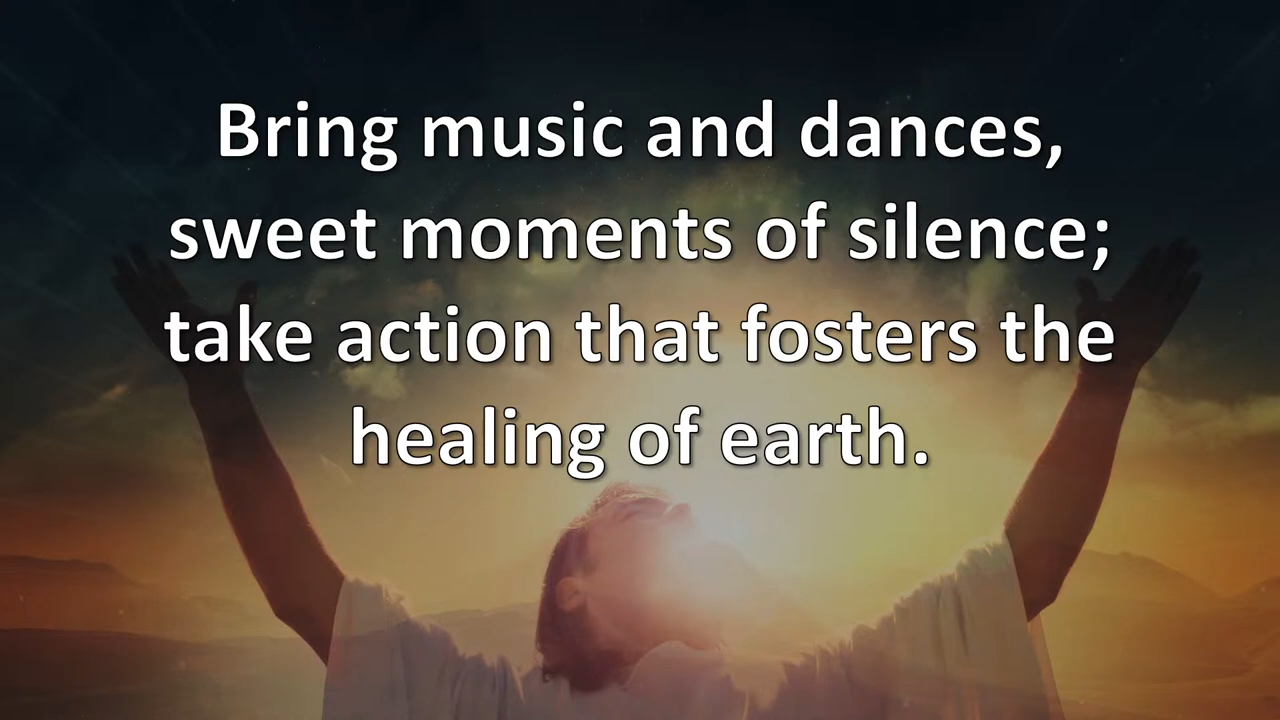 Bring music and dances,
sweet moments of silence;
take action that fosters the
healing of earth.